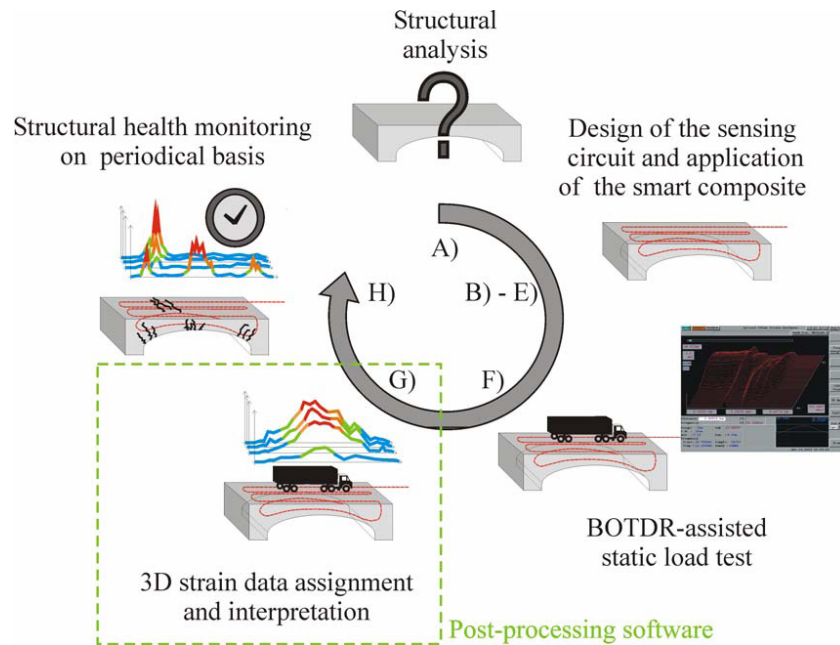 Structural
analysis
Structural health monitoring
on periodical basis
Design of the sensing
circuit and application
of the smart composite
A)
H)
B) - E)
G)
F)
BOTDR-assisted
static load test
3D strain data assignment
and interpretation
Post-processing software